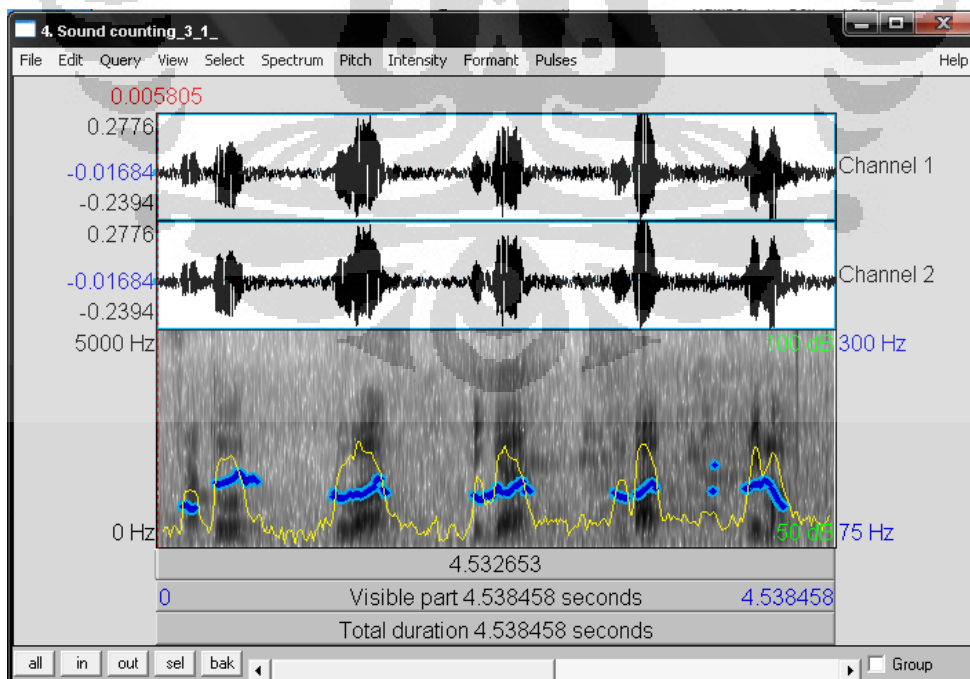 4. Sound counting_3_1_
File Edit Query View Select Spectrum Pitch Intensity Formant Pulses Help
0.005805
0.2776
-0.01684 Channel 1
-0.2394
0.2776
-0.01684 Channel 2
-0.2394
5000 Hz 100 dB 300 Hz
0 Hz 50 dB 75 Hz
4.532653
0 Visible part 4.538458 seconds 4.538458
Total duration 4.538458 seconds
all in out sel bak Group